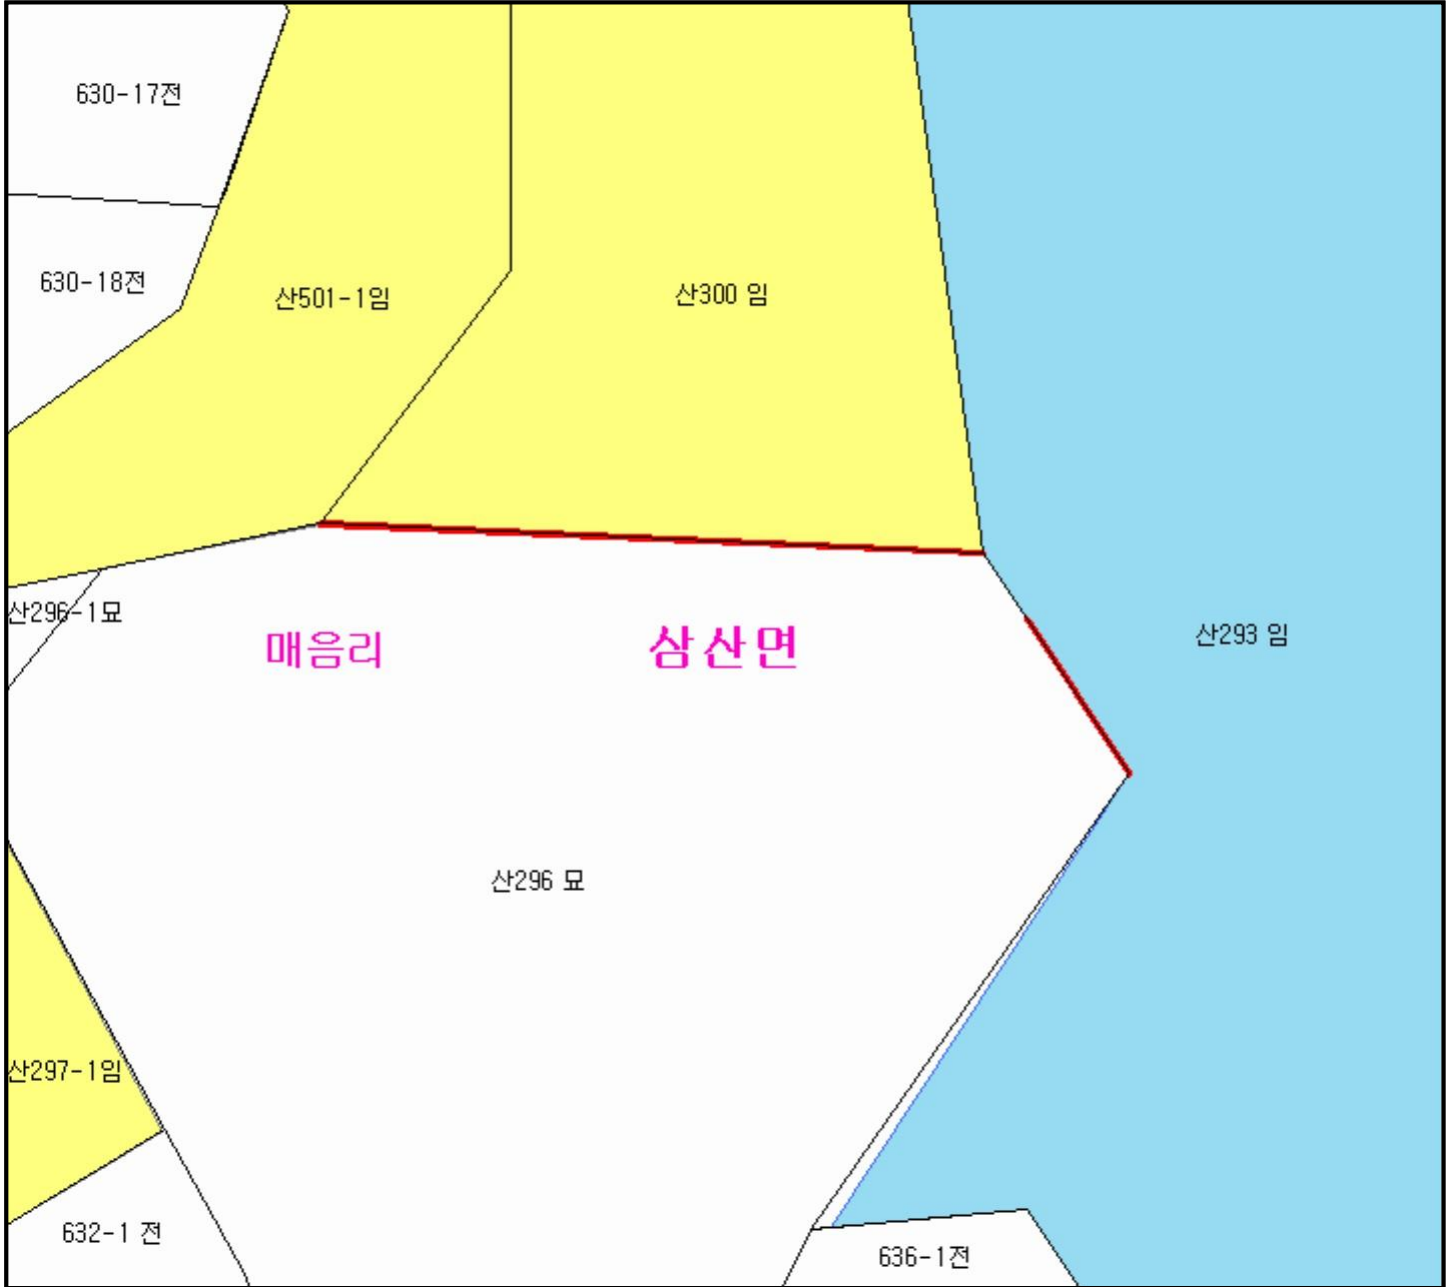 630-17전
630-18전
산501-1임
산300 임
산296-1묘
매음리
삼산면
산293 임
산296 묘
산297-1임
632-1 전
636-1전